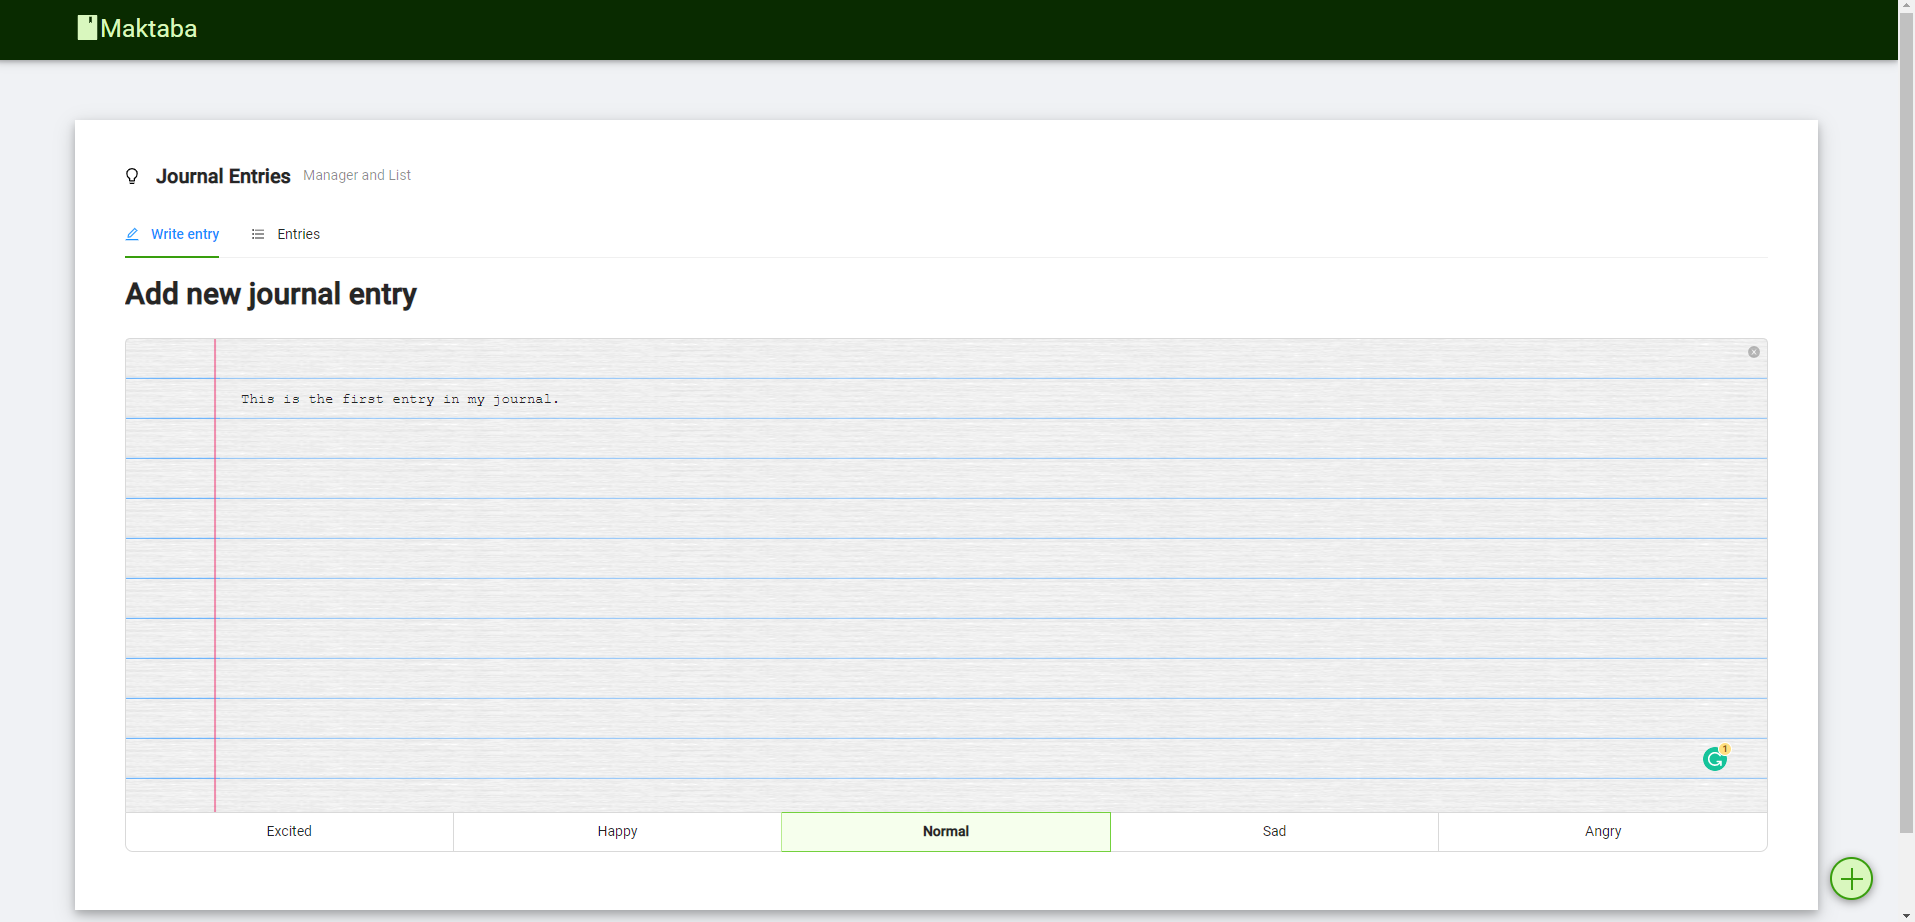 Maktaba
Journal Entries Manager and List
Write entry Entries
Add new journal entry
This is the first entry in my journal.
1
Excited Happy Normal Sad Angry